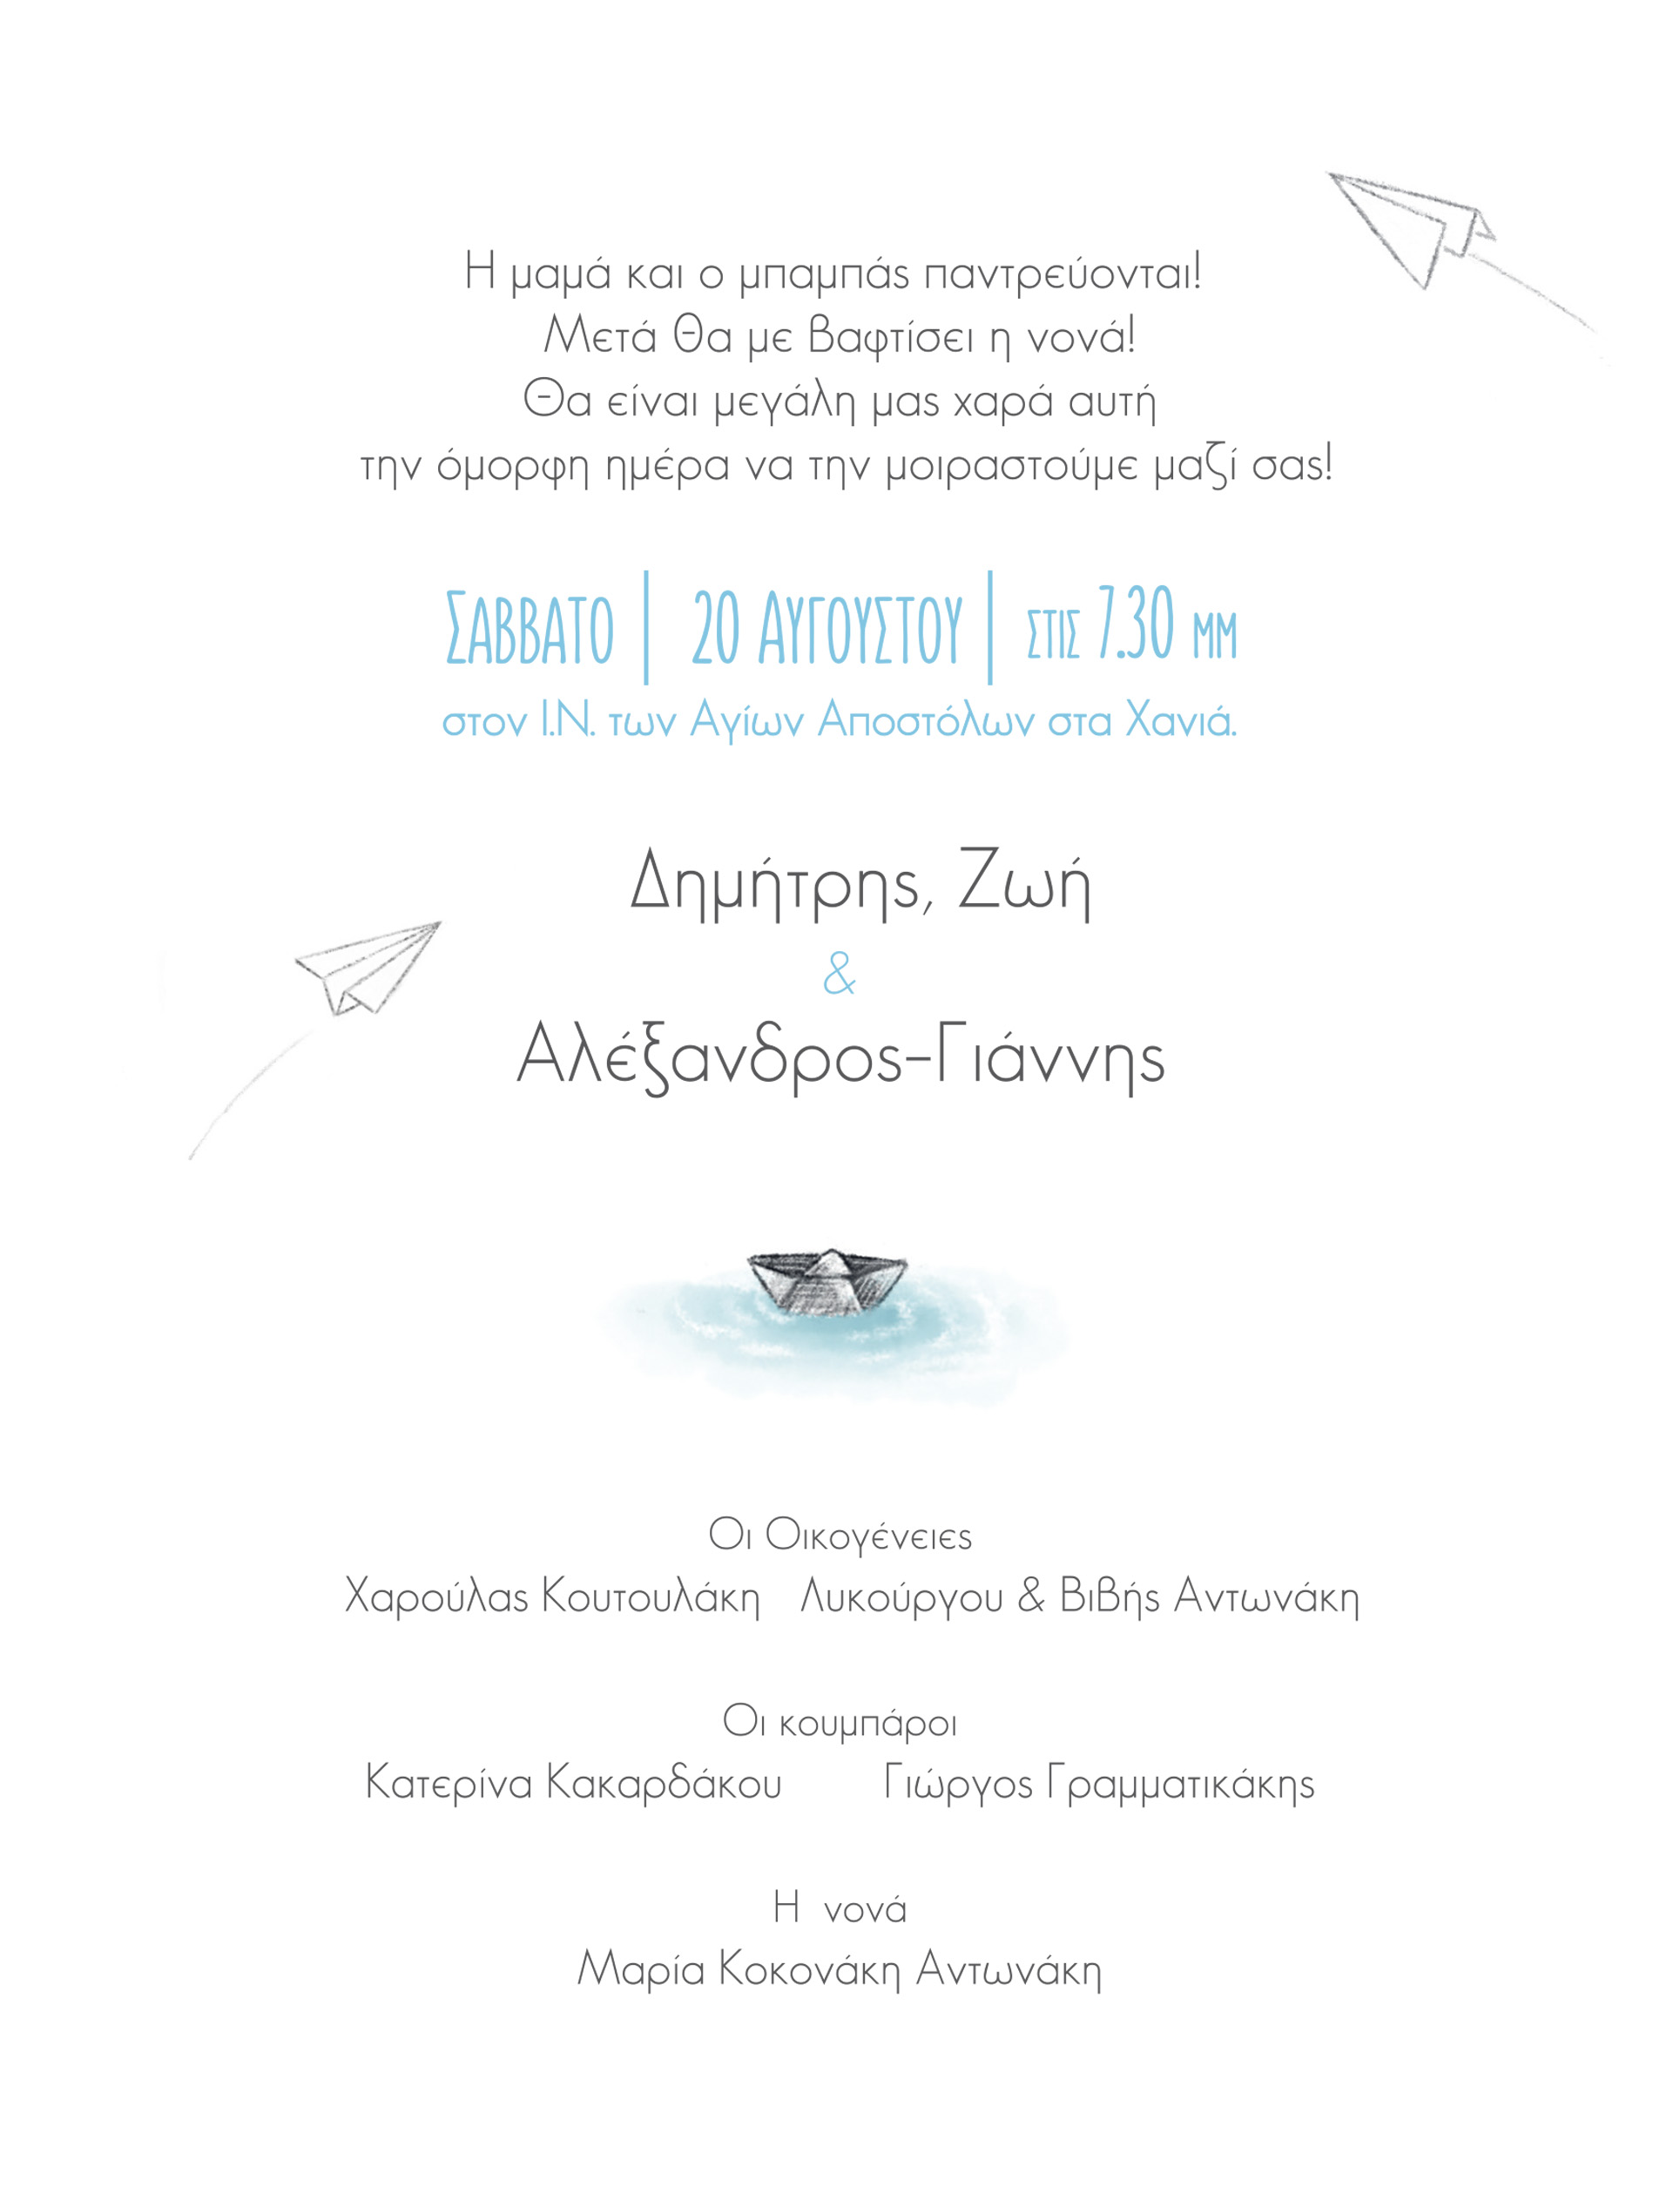 Η μαμά και ο μπαμπάς παντρεύονται!
Μετά θα με βαφτίσει η νονά!
Θα είναι μεγάλη μας χαρά αυτή
την όμορφη ημέρα να την μοιραστούμε μαζί σας!
ΣΑΒΒΑΤΟ | 20 ΑΥΓΟΥΣΤΟΥ | ΣΤΙΣ 7.30 ΜΜ
στον Ι.Ν. των Αγίων Αποστόλων στα Χανιά.
Δημήτρης, Ζωή
&
Αλέξανδρος-Γιάννης
Οι Οικογένειες
Χαρούλας Κουτουλάκη Λυκούργου & Βιβής Αντωνάκη
Οι κουμπάροι
Κατερίνα Κακαρδάκου Γιώργος Γραμματικάκης
Η νονά
Μαρία Κοκονάκη Αντωνάκη